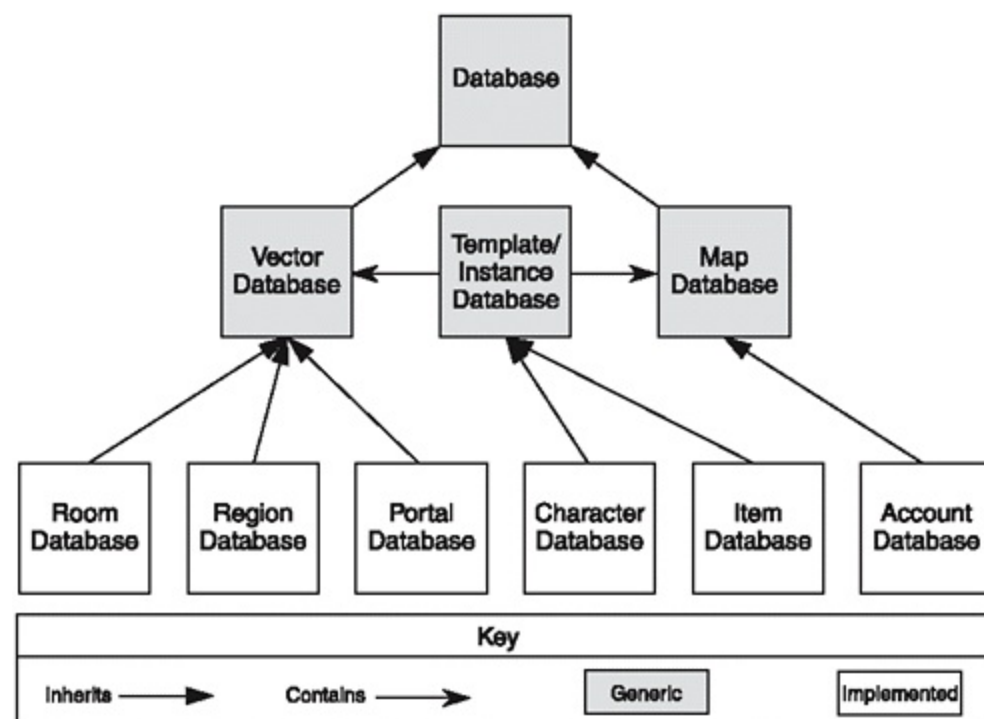 Database
Vector
Database
Template/
Instance
Database
Map
Database
Room
Database
Region
Database
Portal
Database
Character
Database
Item
Database
Account
Database
Key
Inherits
Contains
Generic
Implemented